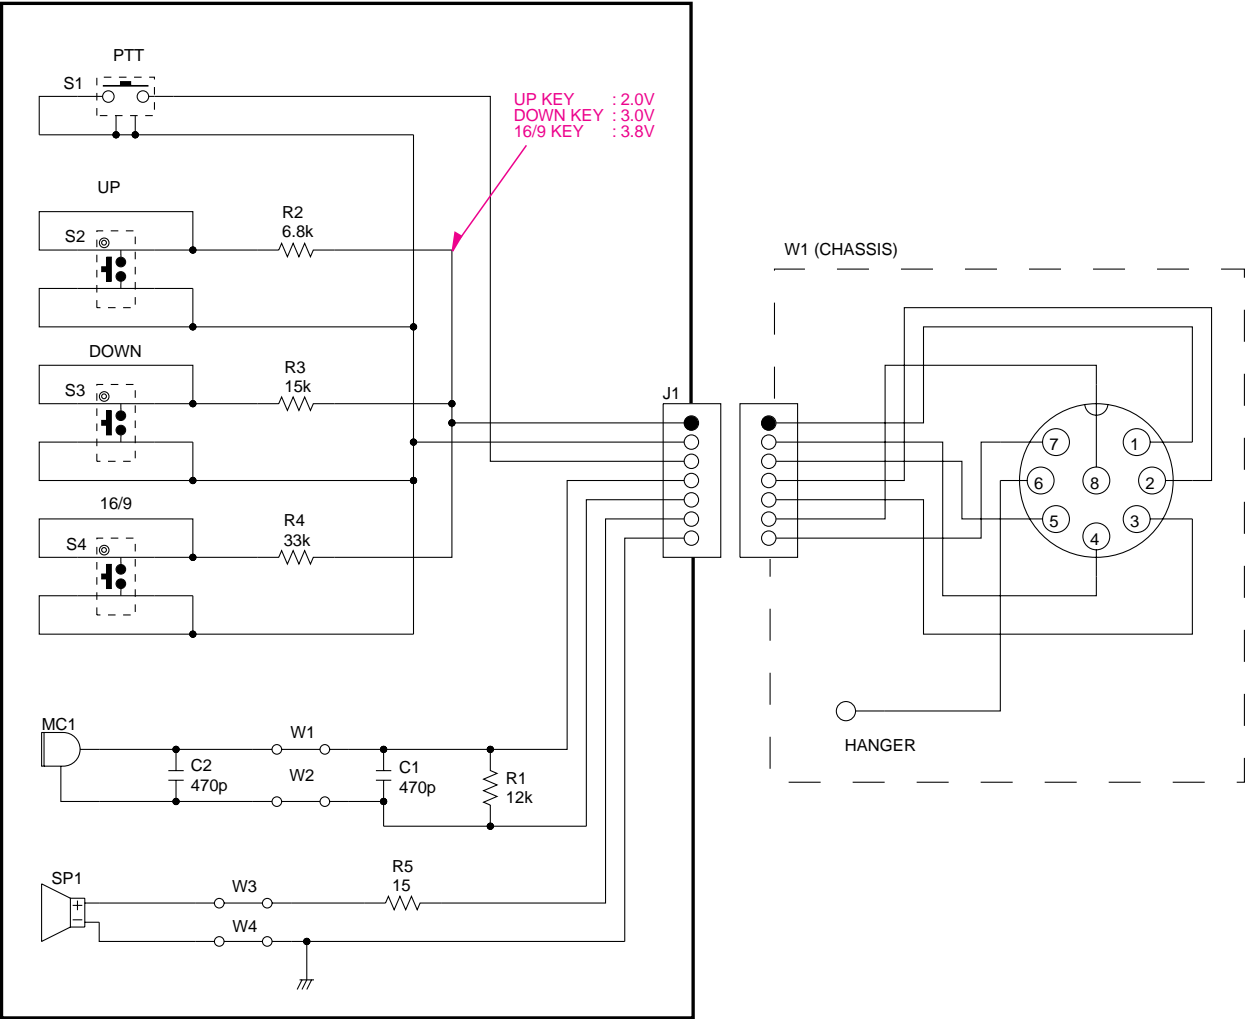 PTT
S1
UP KEY : 2.0V
DOWN KEY : 3.0V
16/9 KEY : 3.8V
UP
R2
6.8k
S2
W1 (CHASSIS)
DOWN
R3
15k
S3
J1
7
1
6
8
2
5
4
3
16/9
R4
33k
S4
HANGER
MC1
W1
C2
470p
W2
C1
470p
R1
12k
SP1
+
−
W3
R5
15
W4